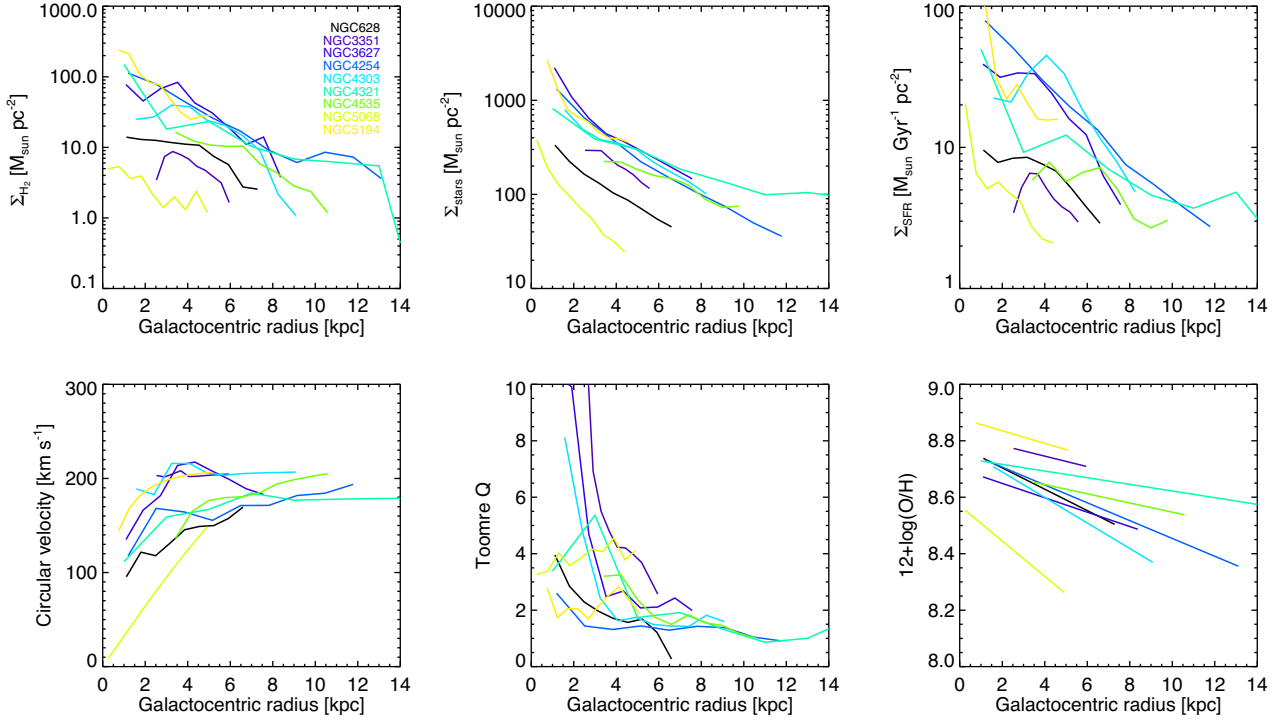 1000.0
100.0
10.0
1.0
0.1
Σ_H₂ [M_sun pc⁻²]
NGC628
NGC3351
NGC3627
NGC4254
NGC4303
NGC4321
NGC4535
NGC5068
NGC5194
0 2 4 6 8 10 12 14
Galactocentric radius [kpc]
10000
1000
100
10
Σ_stars [M_sun pc⁻²]
0 2 4 6 8 10 12 14
Galactocentric radius [kpc]
100
10
1
Σ_SFR [M_sun Gyr⁻¹ pc⁻²]
0 2 4 6 8 10 12 14
Galactocentric radius [kpc]
300
200
100
0
Circular velocity [km s⁻¹]
0 2 4 6 8 10 12 14
Galactocentric radius [kpc]
10
8
6
4
2
0
Toomre Q
0 2 4 6 8 10 12 14
Galactocentric radius [kpc]
9.0
8.8
8.6
8.4
8.2
8.0
12+log(O/H)
0 2 4 6 8 10 12 14
Galactocentric radius [kpc]